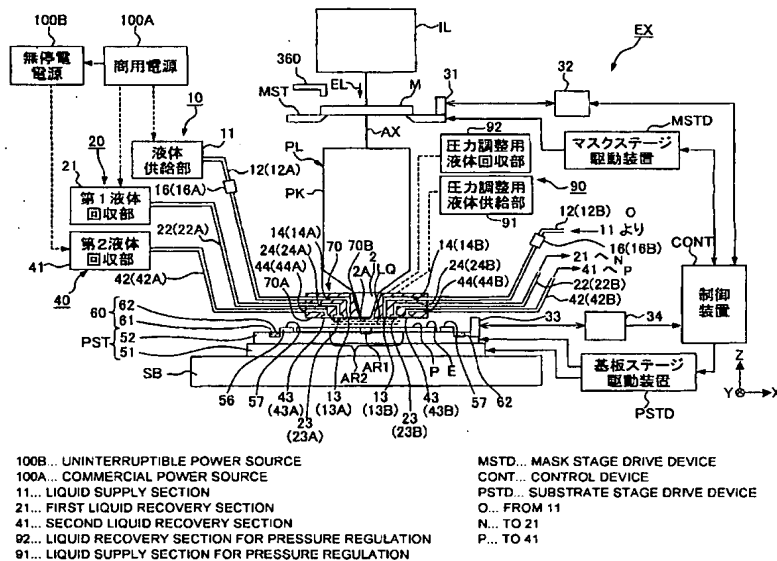 100B
100A
IL
EX
無停電電源
商用電源
360
EL
31
32
MST
M
MSTD
10
11
液体供給部
AX
92
圧力調整用液体回収部
マスクステージ駆動装置
20
21
12(12A)
PL
16(16A)
PK
圧力調整用液体供給部
90
91
第1液体回収部
22(22A)
14(14A)
70
70B
2
2A
LQ
14(14B)
12(12B)
O
11 より
16(16B)
CONT
第2液体回収部
24(24A)
24(24B)
21 へ N
41
44(44A)
44(44B)
41 へ P
40
42(42A)
70A
22(22B)
42(42B)
制御装置
62
60
61
33
34
52
PST
51
SB
56
57
43(43A)
13(13A)
23(23A)
AR2
AR1
13(13B)
P
E
43(43B)
23(23B)
57
62
基板ステージ駆動装置
PSTD
Z
Y
X
100B... UNINTERRUPTIBLE POWER SOURCE
100A... COMMERCIAL POWER SOURCE
11... LIQUID SUPPLY SECTION
21... FIRST LIQUID RECOVERY SECTION
41... SECOND LIQUID RECOVERY SECTION
92... LIQUID RECOVERY SECTION FOR PRESSURE REGULATION
91... LIQUID SUPPLY SECTION FOR PRESSURE REGULATION
MSTD... MASK STAGE DRIVE DEVICE
CONT... CONTROL DEVICE
PSTD... SUBSTRATE STAGE DRIVE DEVICE
O... FROM 11
N... TO 21
P... TO 41